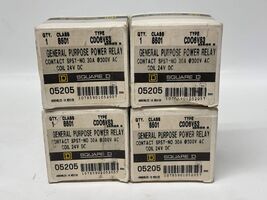 QTY. CLASS TYPE
1 8501 CDO6V53
GENERAL PURPOSE POWER RELAY
CONTACT SPST-NO 30A @300V AC
COIL 24V DC
D SQUARE D
05205
QTY. CLASS TYPE
1 8501 CDO6V53
GENERAL PURPOSE POWER RELAY
CONTACT SPST-NO 30A @300V AC
COIL 24V DC
D SQUARE D
05205
QTY. CLASS TYPE
1 8501 CDO6V53
GENERAL PURPOSE POWER RELAY
CONTACT SPST-NO 30A @300V AC
COIL 24V DC
D SQUARE D
05205
QTY. CLASS TYPE
1 8501 CDO6V53
GENERAL PURPOSE POWER RELAY
CONTACT SPST-NO 30A @300V AC
COIL 24V DC
D SQUARE D
05205